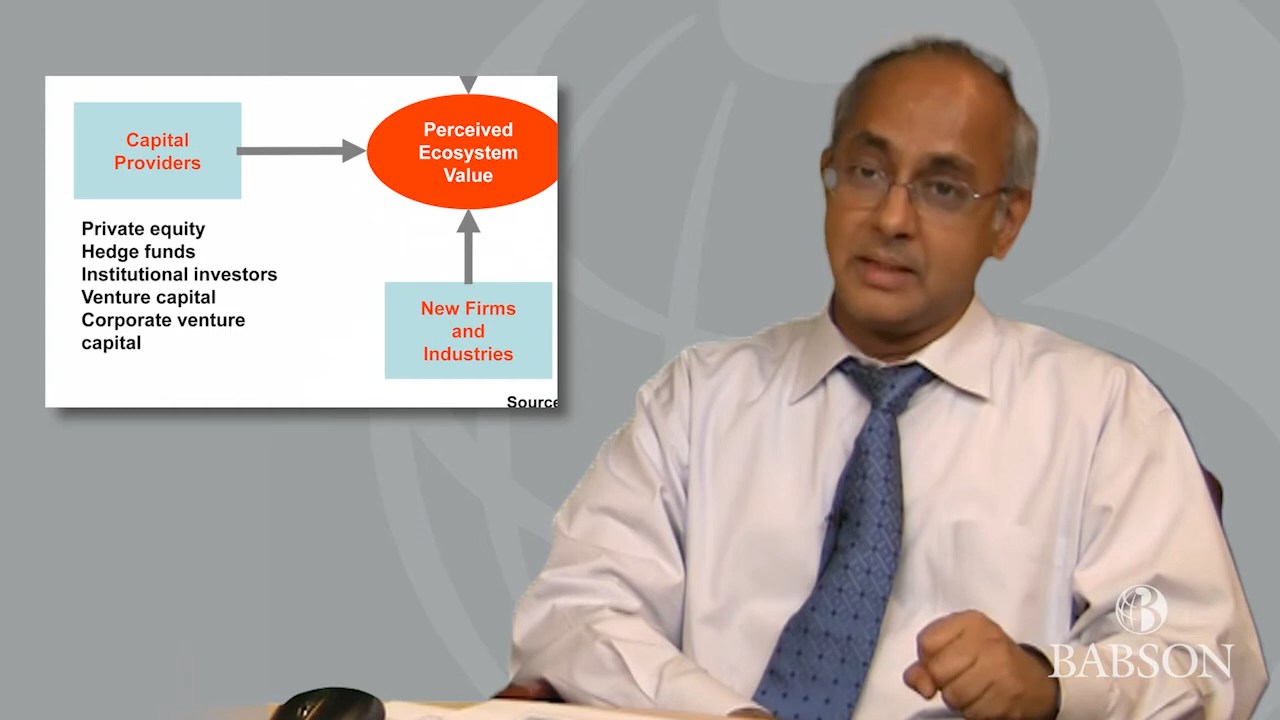 Capital
Providers
Perceived
Ecosystem
Value
Private equity
Hedge funds
Institutional investors
Venture capital
Corporate venture
capital
New Firms
and
Industries
Source
BABSON